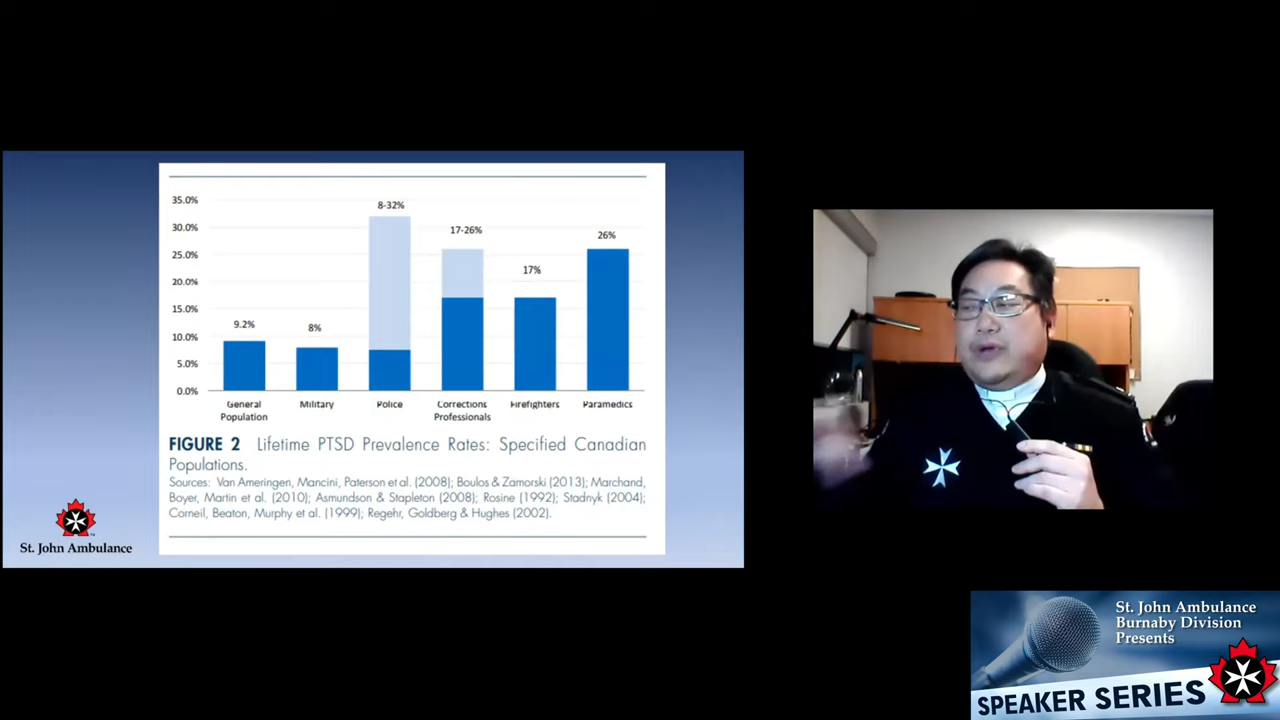 35.0%
30.0%
25.0%
20.0%
15.0%
10.0%
5.0%
0.0%
9.2%
8%
8-32%
17-26%
17%
26%
General
Population
Military
Police
Corrections
Professionals
Firefighters
Paramedics
FIGURE 2 Lifetime PTSD Prevalence Rates: Specified Canadian
Populations.
Sources: Van Ameringen, Mancini, Paterson et al. (2008); Boulos & Zamorski (2013); Marchand,
Boyer, Martin et al. (2010); Asmundson & Stapleton (2008); Rosine (1992); Stadnyk (2004);
Corneil, Beaton, Murphy et al. (1999); Regehr, Goldberg & Hughes (2002).
St. John Ambulance
St. John Ambulance
Burnaby Division
Presents
SPEAKER SERIES